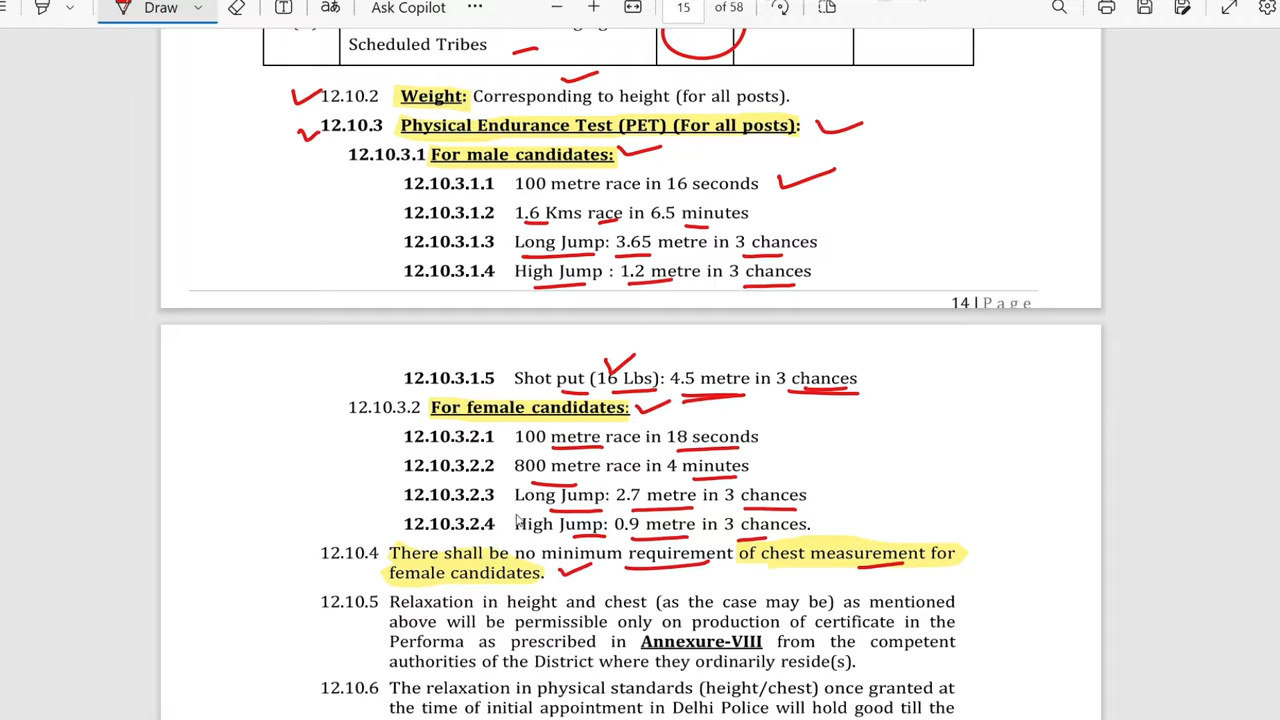 Draw
aあ
Ask Copilot
15 of 58
Scheduled Tribes
12.10.2 Weight: Corresponding to height (for all posts).
12.10.3 Physical Endurance Test (PET) (For all posts):
12.10.3.1 For male candidates:
12.10.3.1.1 100 metre race in 16 seconds
12.10.3.1.2 1.6 Kms race in 6.5 minutes
12.10.3.1.3 Long Jump: 3.65 metre in 3 chances
12.10.3.1.4 High Jump : 1.2 metre in 3 chances
14 | P a g e
12.10.3.1.5 Shot put (16 Lbs): 4.5 metre in 3 chances
12.10.3.2 For female candidates:
12.10.3.2.1 100 metre race in 18 seconds
12.10.3.2.2 800 metre race in 4 minutes
12.10.3.2.3 Long Jump: 2.7 metre in 3 chances
12.10.3.2.4 High Jump: 0.9 metre in 3 chances.
12.10.4 There shall be no minimum requirement of chest measurement for
female candidates.
12.10.5 Relaxation in height and chest (as the case may be) as mentioned
above will be permissible only on production of certificate in the
Performa as prescribed in Annexure-VIII from the competent
authorities of the District where they ordinarily reside(s).
12.10.6 The relaxation in physical standards (height/chest) once granted at
the time of initial appointment in Delhi Police will hold good till the